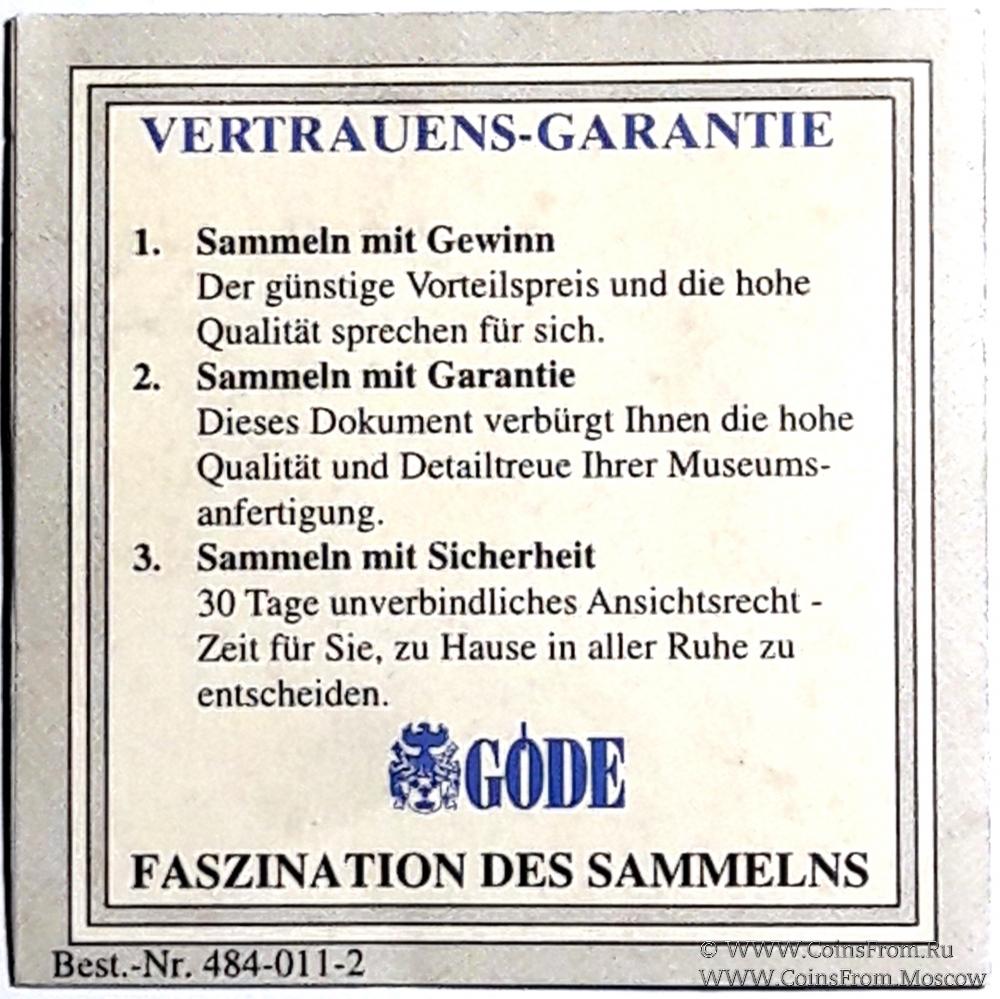 VERTRAUENS-GARANTIE
1. Sammeln mit Gewinn
Der günstige Vorteilspreis und die hohe
Qualität sprechen für sich.
2. Sammeln mit Garantie
Dieses Dokument verbürgt Ihnen die hohe
Qualität und Detailtreue Ihrer Museums-
anfertigung.
3. Sammeln mit Sicherheit
30 Tage unverbindliches Ansichtsrecht -
Zeit für Sie, zu Hause in aller Ruhe zu
entscheiden.
GÖDE
FASZINATION DES SAMMELNS
Best.-Nr. 484-011-2
© WWW.CoinsFrom.Ru
WWW.CoinsFrom.Moscow